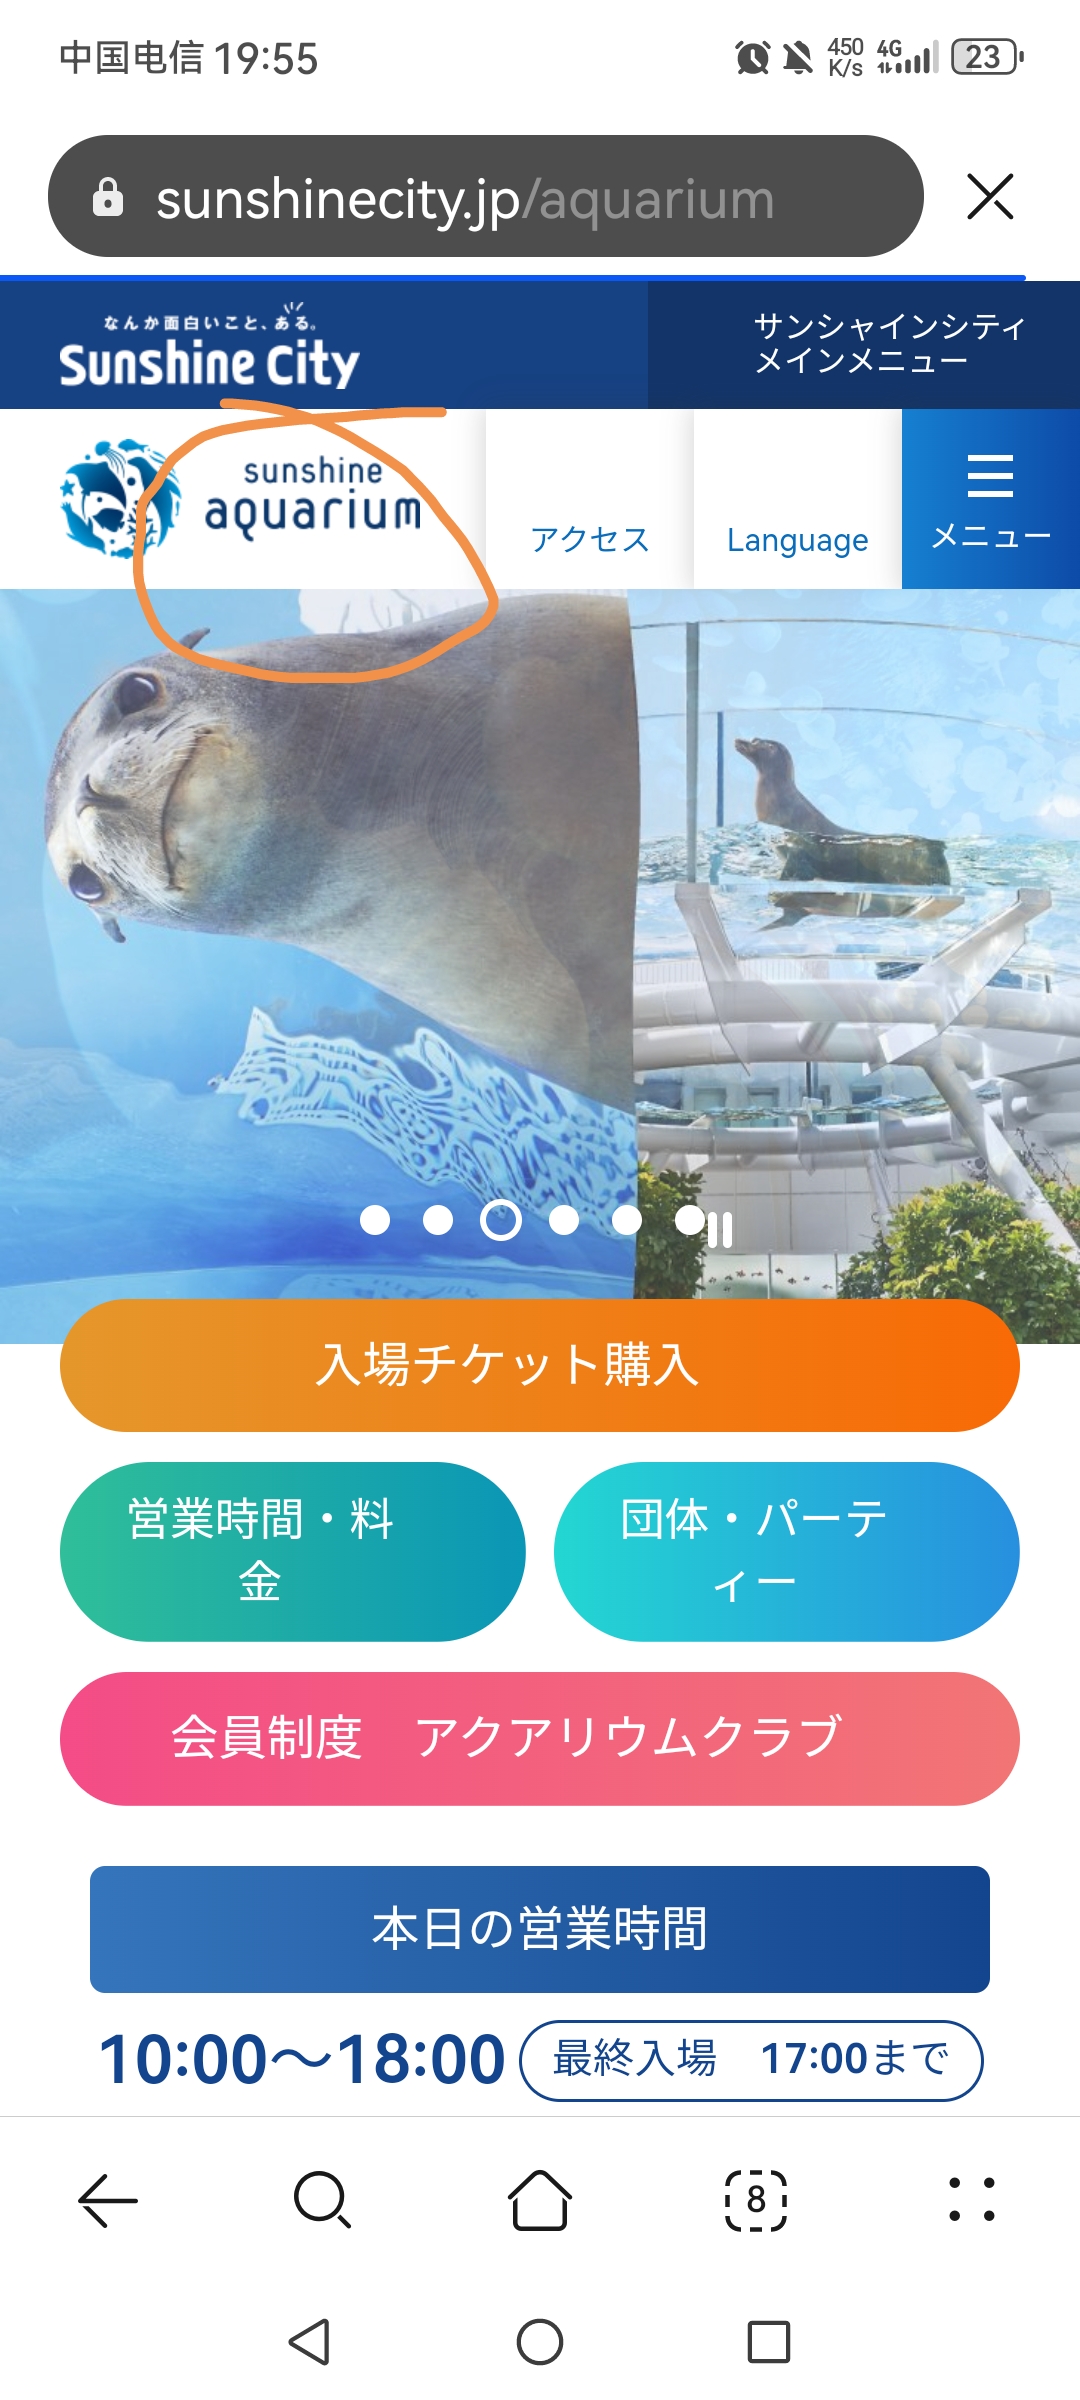 中国电信 19:55
450 K/s 4G 23
sunshinecity.jp/aquarium
なんか面白いこと、ある。
Sunshine City
サンシャインシティ
メインメニュー
sunshine
aquarium
アクセス
Language
メニュー
入場チケット購入
営業時間・料
金
団体・パーテ
ィー
会員制度　アクアリウムクラブ
本日の営業時間
10:00〜18:00 最終入場　17:00まで
8